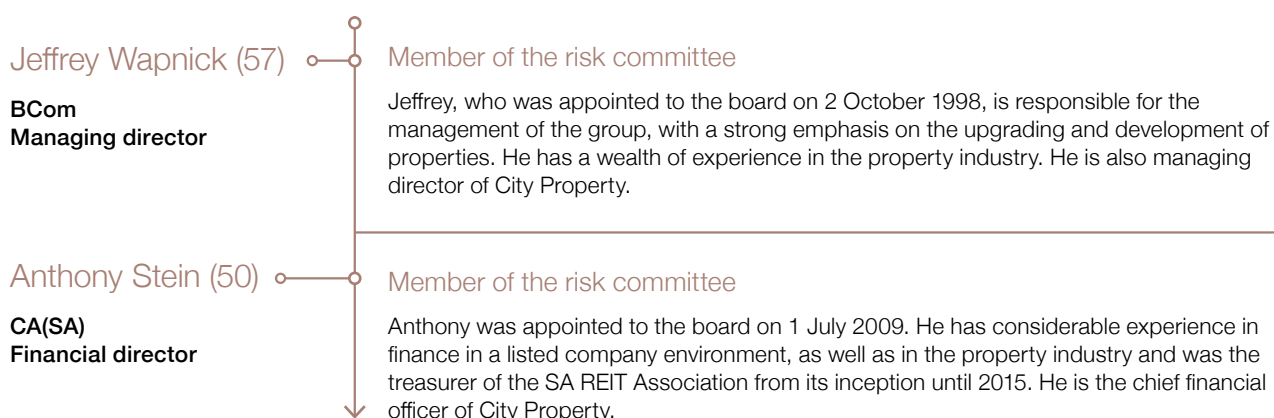 Jeffrey Wapnick (57)
BCom
Managing director
Member of the risk committee
Jeffrey, who was appointed to the board on 2 October 1998, is responsible for the
management of the group, with a strong emphasis on the upgrading and development of
properties. He has a wealth of experience in the property industry. He is also managing
director of City Property.
Anthony Stein (50)
CA(SA)
Financial director
Member of the risk committee
Anthony was appointed to the board on 1 July 2009. He has considerable experience in
finance in a listed company environment, as well as in the property industry and was the
treasurer of the SA REIT Association from its inception until 2015. He is the chief financial
officer of City Property.